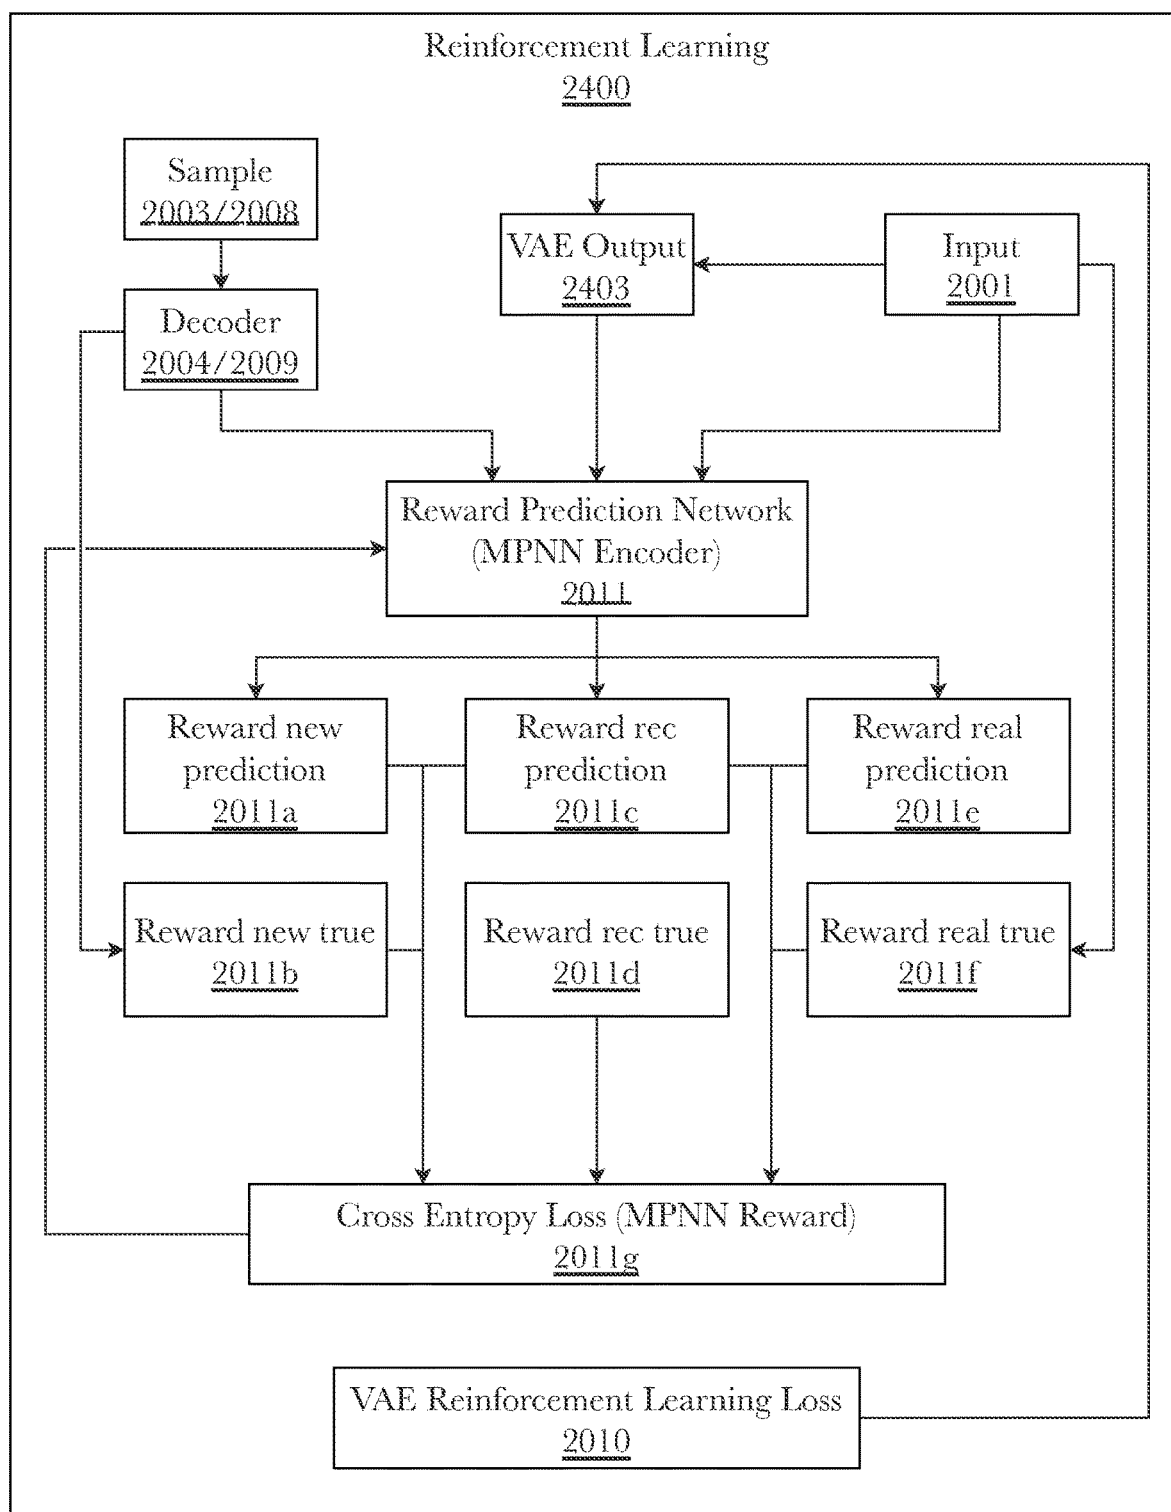 Reinforcement Learning
2400
Sample
2003/2008
VAE Output
2403
Input
2001
Decoder
2004/2009
Reward Prediction Network
(MPNN Encoder)
2011
Reward new
prediction
2011a
Reward rec
prediction
2011c
Reward real
prediction
2011e
Reward new true
2011b
Reward rec true
2011d
Reward real true
2011f
Cross Entropy Loss (MPNN Reward)
2011g
VAE Reinforcement Learning Loss
2010